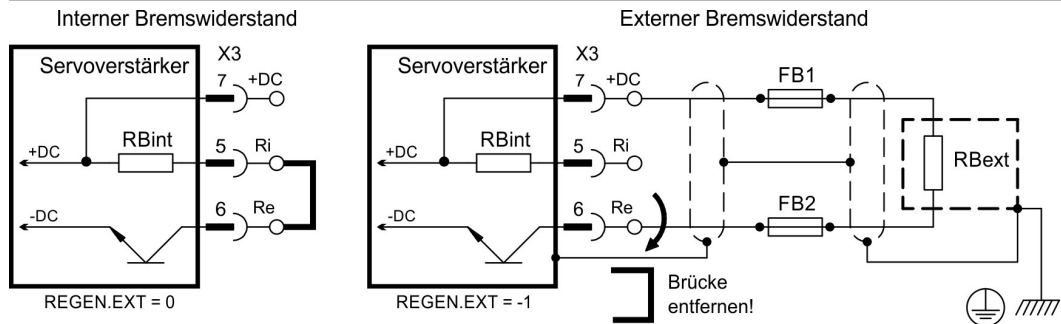 Interner Bremswiderstand
Servoverstärker
X3
7
+DC
+DC
RBint
5
Ri
-DC
6
Re
REGEN.EXT = 0
Externer Bremswiderstand
Servoverstärker
X3
7
+DC
FB1
+DC
RBint
5
Ri
RBext
-DC
6
Re
FB2
Brücke
entfernen!
REGEN.EXT = -1